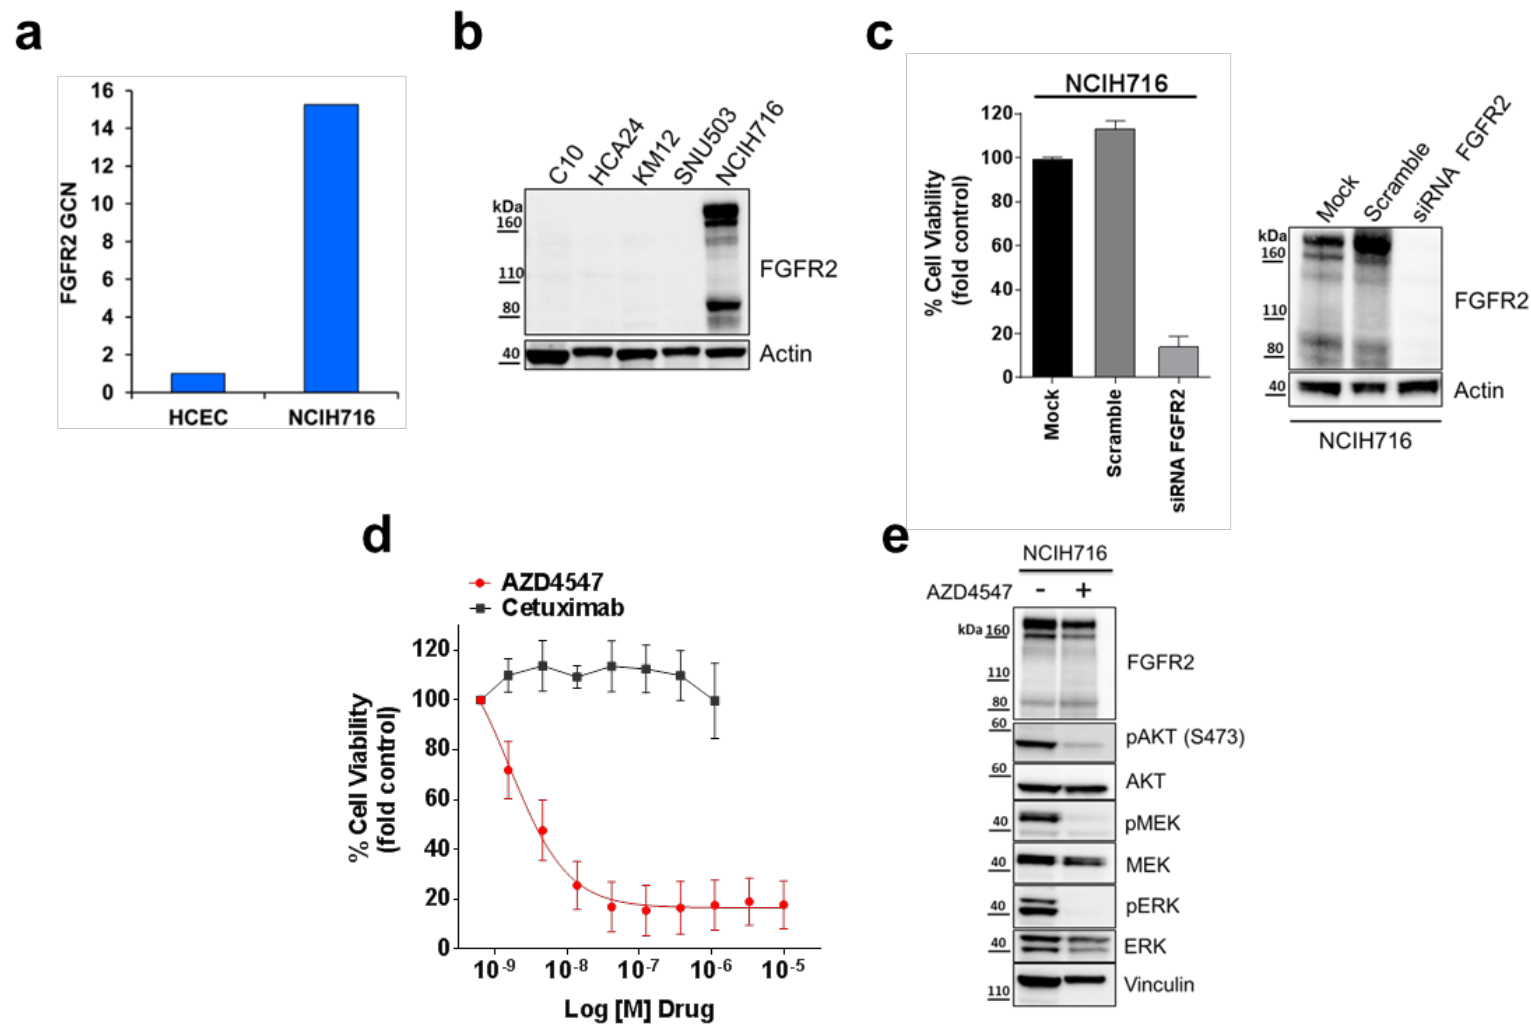 a
16
14
12
10
8
6
4
2
0
FGFR2 GCN
HCEC NCIH716
b
C10 HCA24 KM12 SNU503 NCIH716
kDa
160
110
80
40
FGFR2
Actin
c
NCIH716
120
100
80
60
40
20
0
% Cell Viability
(fold control)
Mock Scramble siRNA FGFR2
Mock Scramble siRNA FGFR2
kDa
160
110
80
40
FGFR2
Actin
NCIH716
d
AZD4547
Cetuximab
120
100
80
60
40
20
0
% Cell Viability
(fold control)
10-9 10-8 10-7 10-6 10-5
Log [M] Drug
e
NCIH716
AZD4547 - +
kDa 160
110
80
FGFR2
60
pAKT (S473)
60
AKT
40
pMEK
40
MEK
40
pERK
40
ERK
110
Vinculin